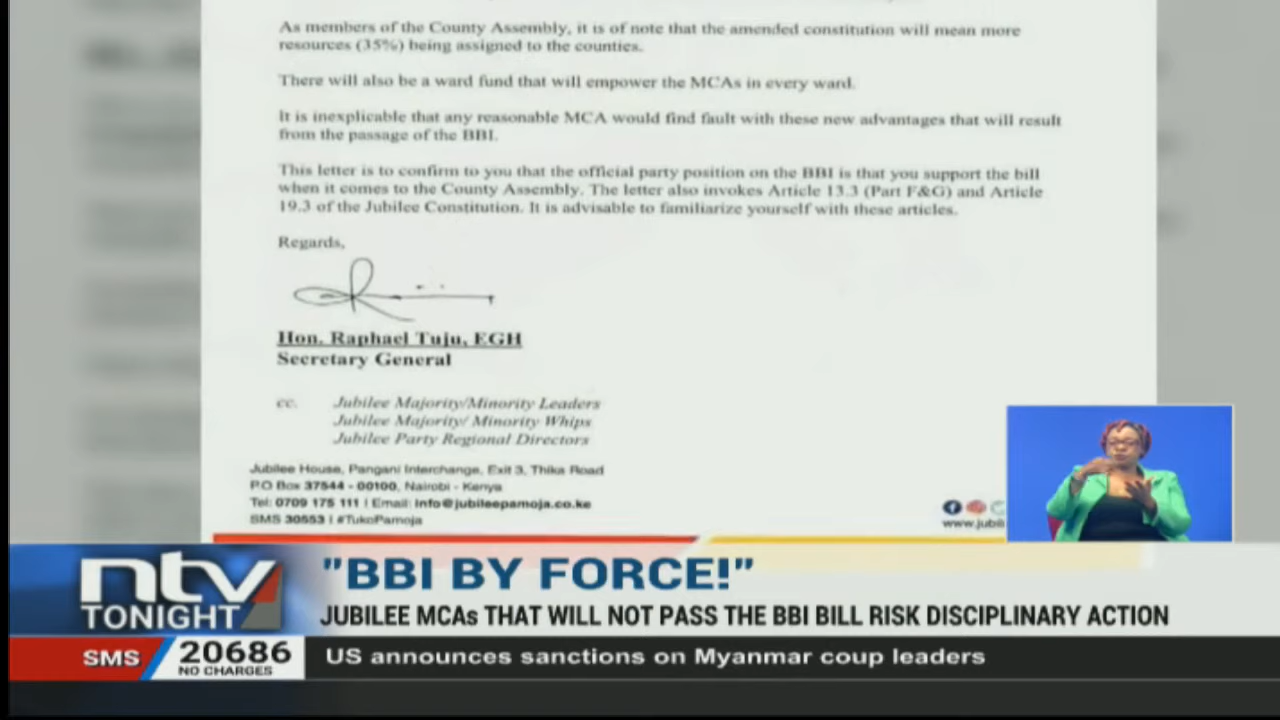 As members of the County Assembly, it is of note that the amended constitution will mean more
resources (35%) being assigned to the counties.
There will also be a ward fund that will empower the MCAs in every ward.
It is inexplicable that any reasonable MCA would find fault with these new advantages that will result
from the passage of the BBI.
This letter is to confirm to you that the official party position on the BBI is that you support the bill
when it comes to the County Assembly. The letter also invokes Article 13.3 (Part F&G) and Article
19.3 of the Jubilee Constitution. It is advisable to familiarize yourself with these articles.
Regards,
Hon. Raphael Tuju, EGH
Secretary General
cc. Jubilee Majority/Minority Leaders
Jubilee Majority/ Minority Whips
Jubilee Party Regional Directors
Jubilee House, Pangani Interchange, Exit 3, Thika Road
P.O Box 37544 - 00100, Nairobi - Kenya
Tel: 0709 175 111 | Email: info@jubileepamoja.co.ke
SMS 30553 | #TukoPamoja
www.jubil
ntv
TONIGHT
"BBI BY FORCE!"
JUBILEE MCAs THAT WILL NOT PASS THE BBI BILL RISK DISCIPLINARY ACTION
SMS 20686
NO CHARGES
US announces sanctions on Myanmar coup leaders